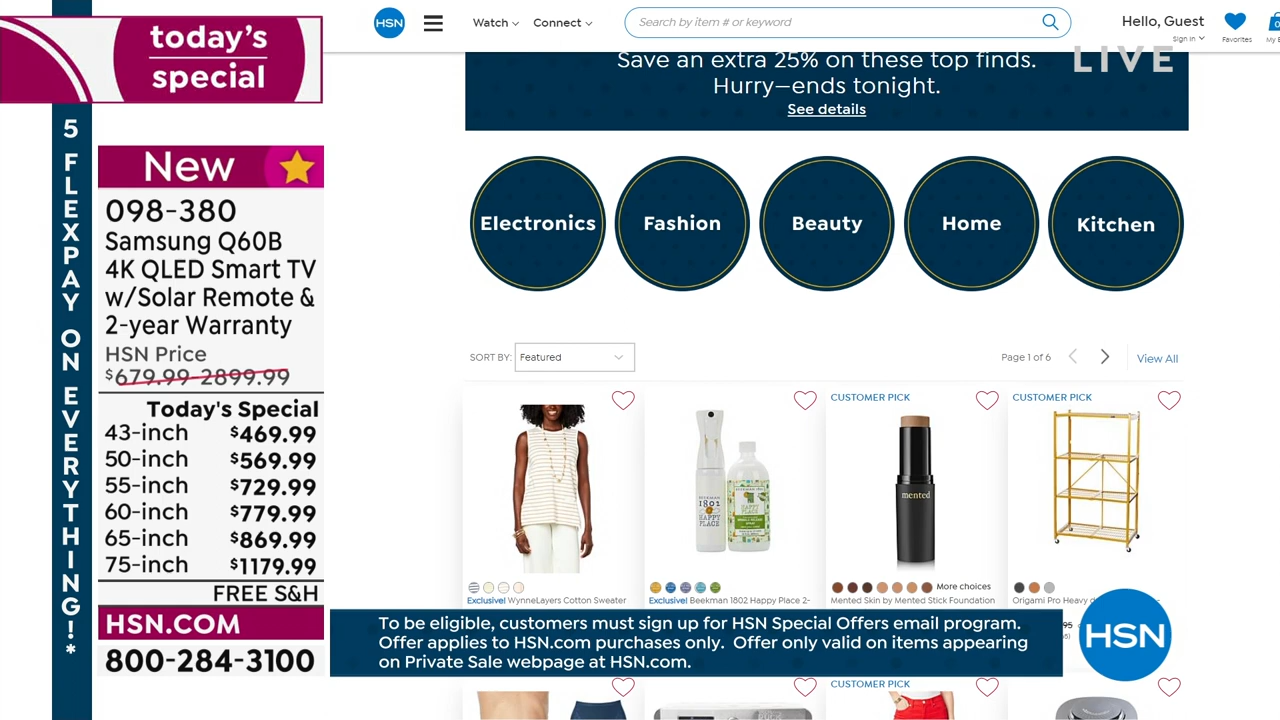 today's
special
5 FLEXPAY ON EVERYTHING!*
New
098-380
Samsung Q60B
4K QLED Smart TV
w/Solar Remote &
2-year Warranty
HSN Price
$679.99-2899.99
Today's Special
43-inch $469.99
50-inch $569.99
55-inch $729.99
60-inch $779.99
65-inch $869.99
75-inch $1179.99
FREE S&H
HSN.COM
800-284-3100
HSN Watch Connect Search by item # or keyword Hello, Guest
Sign In Favorites
LIVE
Save an extra 25% on these top finds.
Hurry—ends tonight.
See details
Electronics Fashion Beauty Home Kitchen
SORT BY: Featured Page 1 of 6 View All
CUSTOMER PICK CUSTOMER PICK
BEEKMAN 1802 HAPPY PLACE
mented
More choices
Exclusive! WynneLayers Cotton Sweater Exclusive! Beekman 1802 Happy Place 2- Mented Skin by Mented Stick Foundation Origami Pro Heavy
To be eligible, customers must sign up for HSN Special Offers email program.
Offer applies to HSN.com purchases only. Offer only valid on items appearing
on Private Sale webpage at HSN.com.
HSN
CUSTOMER PICK